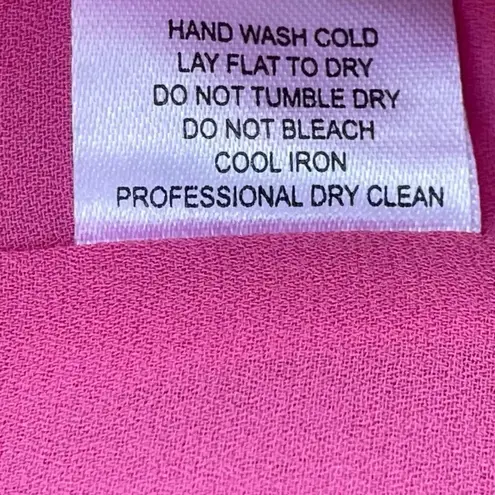 HAND WASH COLD
LAY FLAT TO DRY
DO NOT TUMBLE DRY
DO NOT BLEACH
COOL IRON
PROFESSIONAL DRY CLEAN